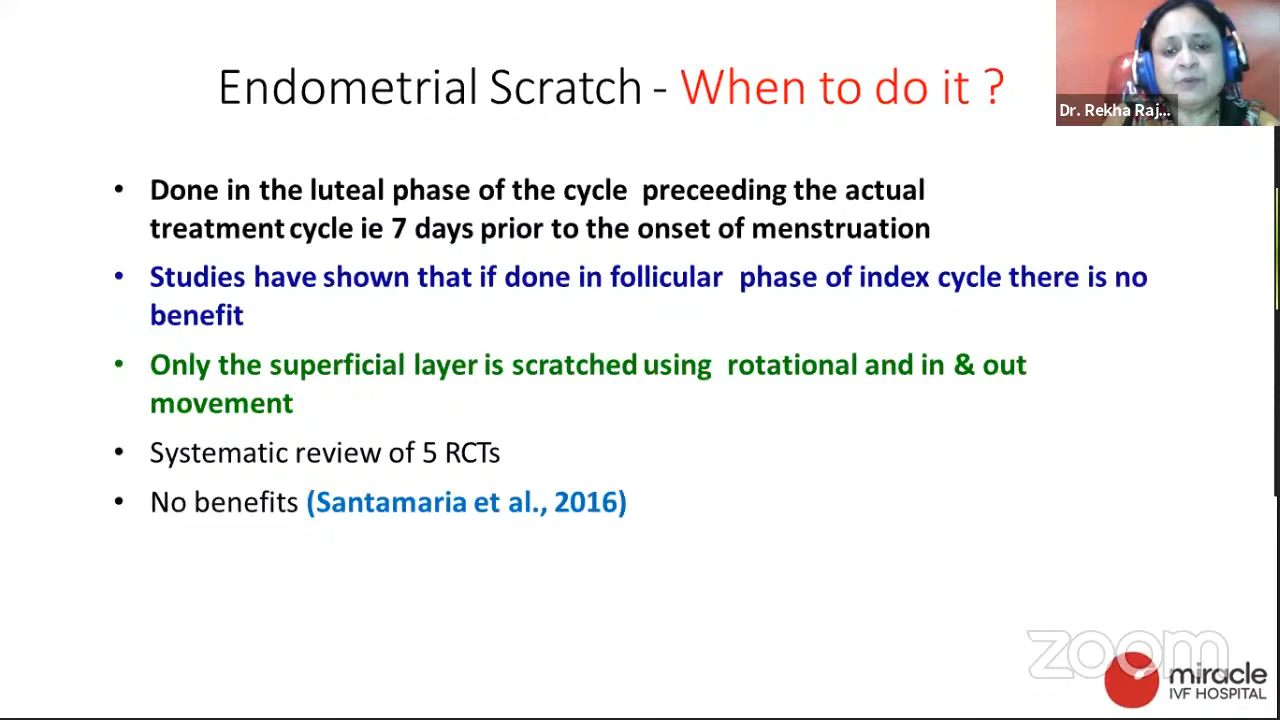 Endometrial Scratch - When to do it ?
Dr. Rekha Raj...
• Done in the luteal phase of the cycle preceeding the actual
treatment cycle ie 7 days prior to the onset of menstruation
• Studies have shown that if done in follicular phase of index cycle there is no
benefit
• Only the superficial layer is scratched using rotational and in & out
movement
• Systematic review of 5 RCTs
• No benefits (Santamaria et al., 2016)
zoom
miracle
IVF HOSPITAL